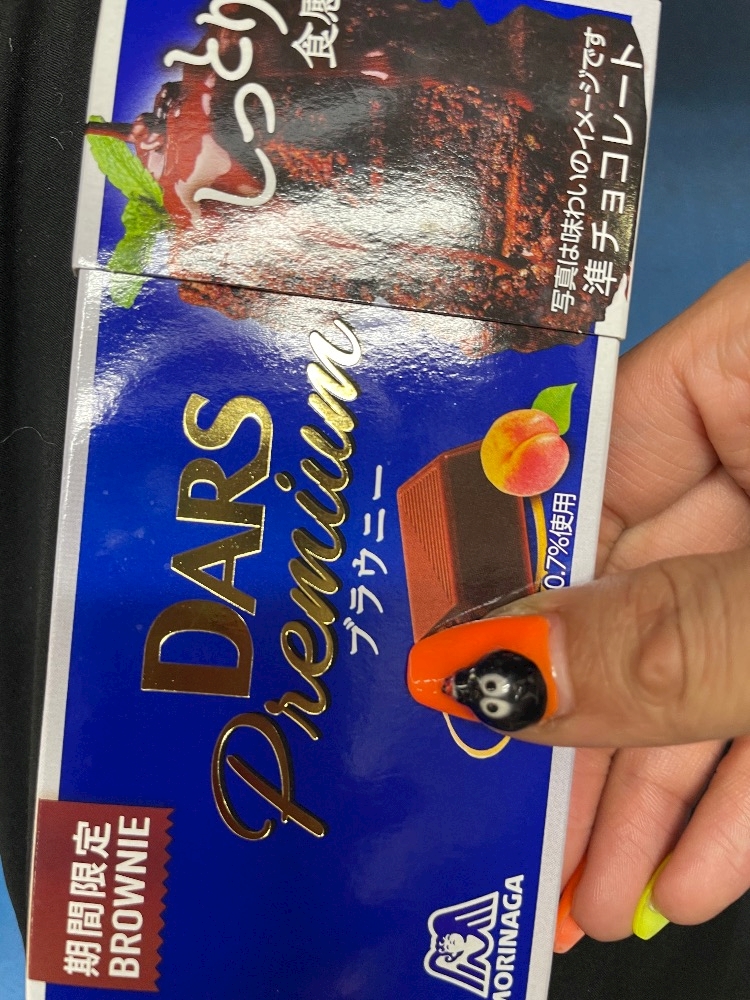 期間限定
BROWNIE
DARS
Premium
ブラウニー
しっとり
食感
0.7%使用
写真は味わいのイメージです
準チョコレート
MORINAGA